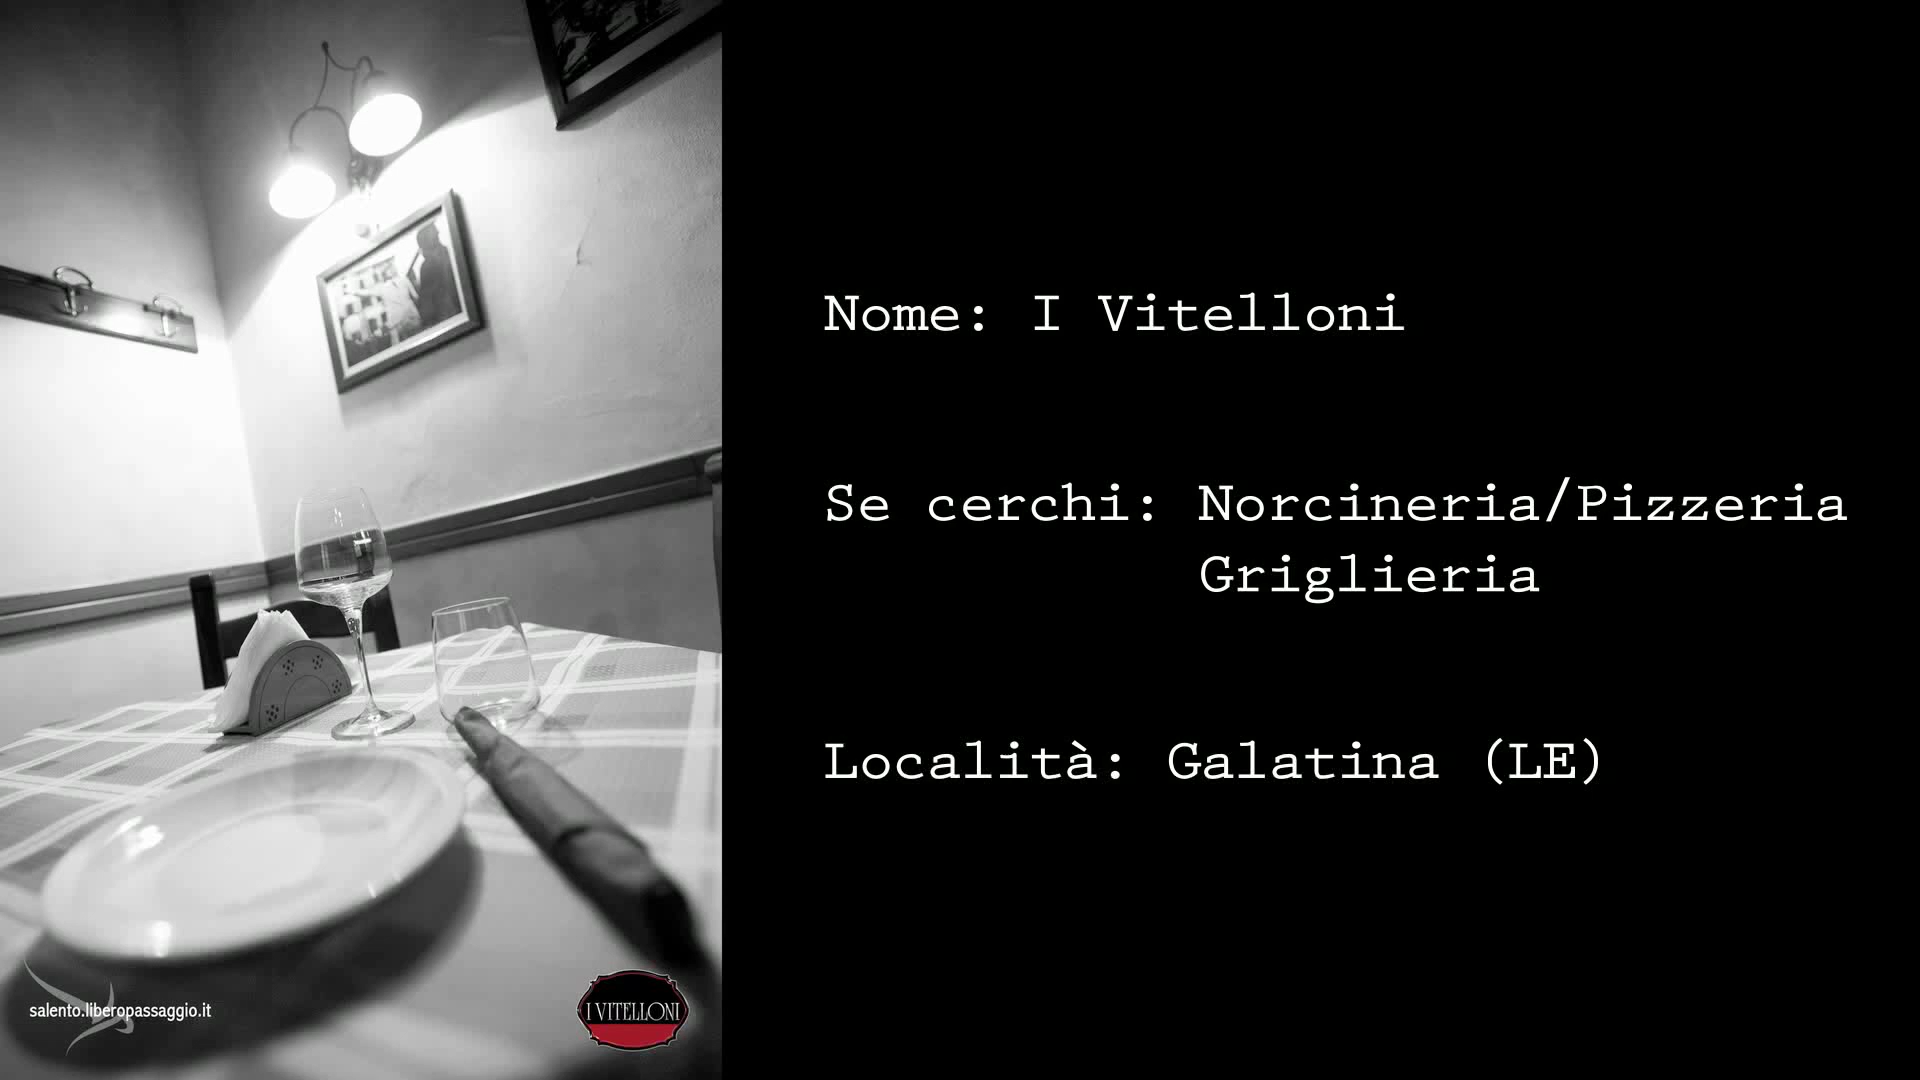 Nome: I Vitelloni
Se cerchi: Norcineria/Pizzeria
Griglieria
Località: Galatina (LE)
salento.liberopassaggio.it
I VITELLONI